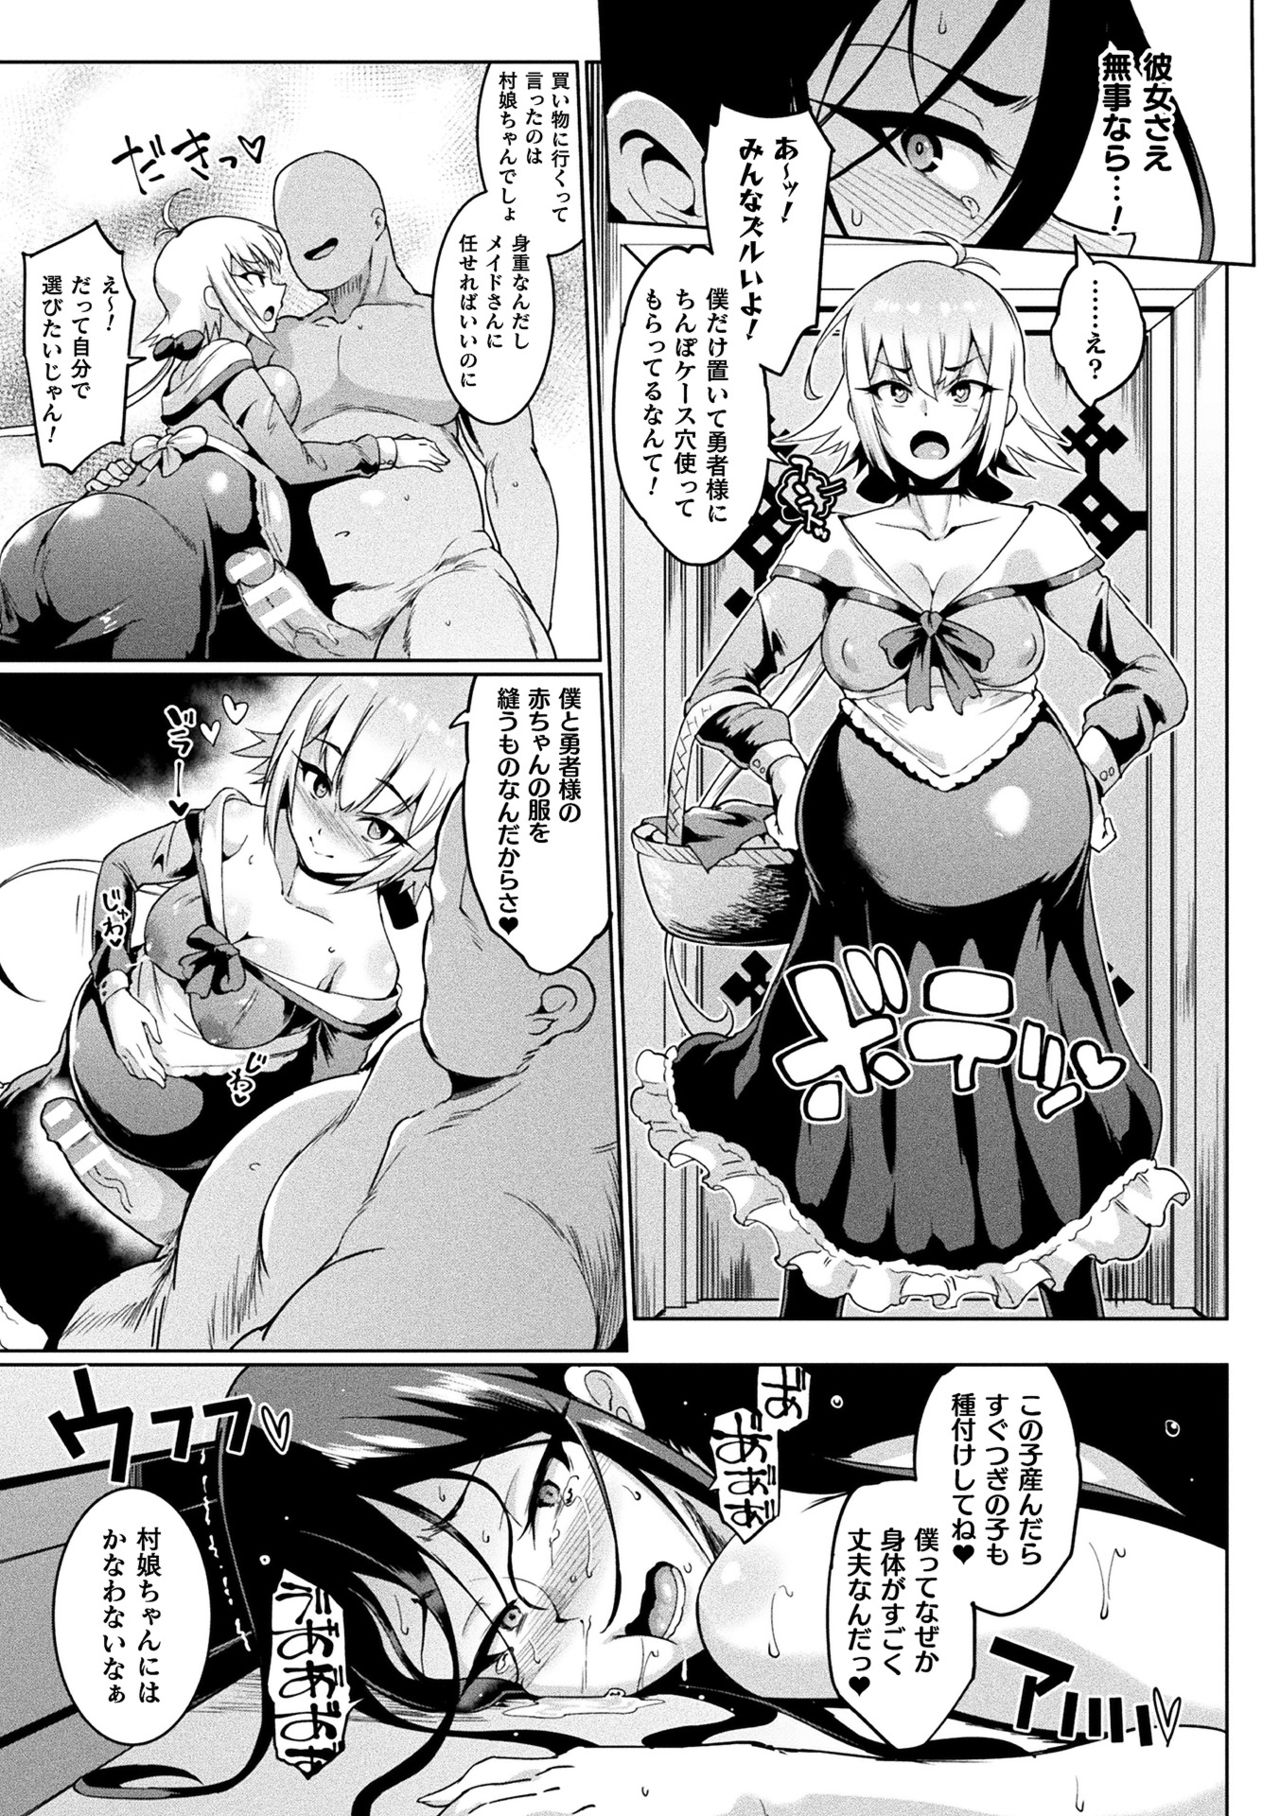 彼女さえ
無事なら…！
……え？
あ～ッ！
みんなズルいよ！
僕だけ置いて勇者様に
ちんぽケース穴使って
もらってるなんて！
ボテッ♡
買い物に行くって
言ったのは
村娘ちゃんでしょ
身重なんだし
メイドさんに
任せればいいのに
だきっ♡
え～！
だって自分で
選びたいじゃん！
僕と勇者様の
赤ちゃんの服を
縫うものなんだからさ♥
じゅわ
じわ
この子産んだら
すぐつぎの子も
種付けしてね♥
僕ってなぜか
身体がすごく
丈夫なんだっ♥
アハハハ♡
ウフフフ♡
村娘ちゃんには
かなわないなぁ